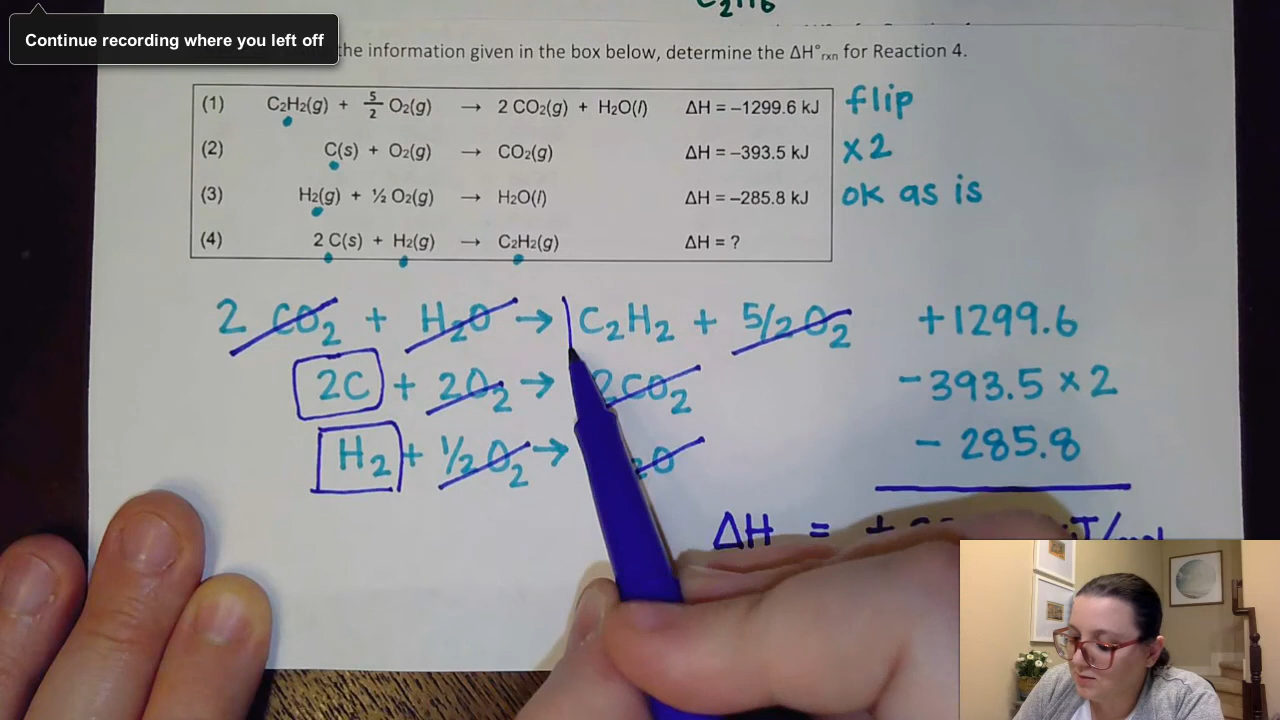 Continue recording where you left off
the information given in the box below, determine the ΔH°rxn for Reaction 4.
(1) C₂H₂(g) + 5/2 O₂(g) → 2 CO₂(g) + H₂O(l) ΔH = –1299.6 kJ flip
(2) C(s) + O₂(g) → CO₂(g) ΔH = –393.5 kJ ×2
(3) H₂(g) + ½ O₂(g) → H₂O(l) ΔH = –285.8 kJ ok as is
(4) 2 C(s) + H₂(g) → C₂H₂(g) ΔH = ?
2 CO₂ + H₂O → C₂H₂ + 5/2 O₂ +1299.6
2C + 2O₂ → 2CO₂ -393.5 ×2
H₂ + ½ O₂ → ₂O - 285.8
ΔH = +